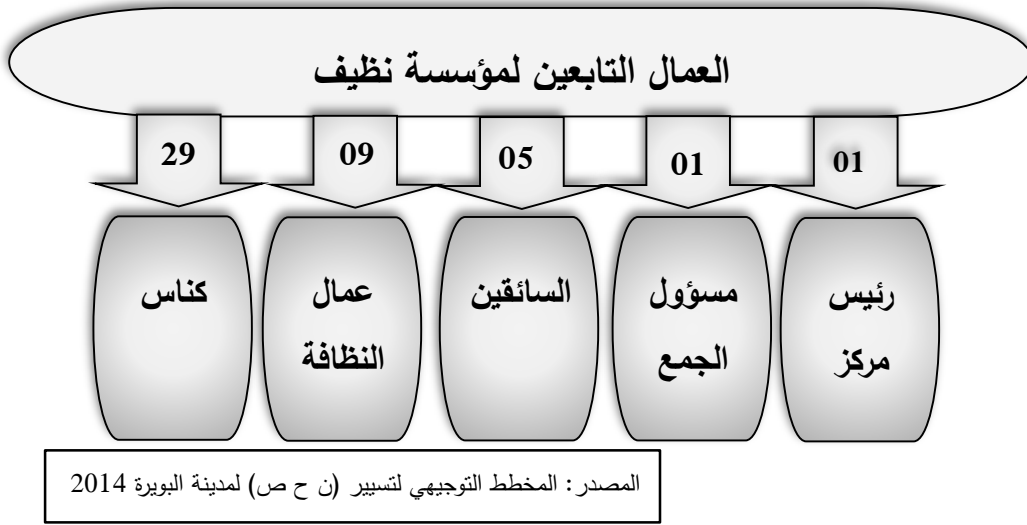 العمال التابعين لمؤسسة نظيف
01
01
05
09
29
رئيس
مركز
مسؤول
الجمع
السائقين
عمال
النظافة
كناس
المصدر: المخطط التوجيهي لتسيير (ن ح ص) لمدينة البويرة 2014